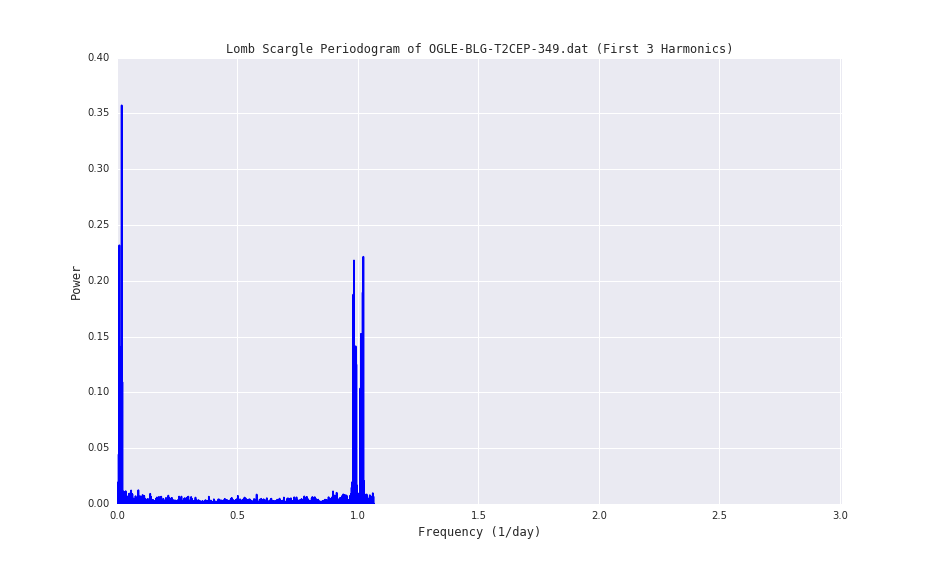 Lomb Scargle Periodogram of OGLE-BLG-T2CEP-349.dat (First 3 Harmonics)
0.40
0.35
0.30
0.25
0.20
0.15
0.10
0.05
0.00
Power
0.0 0.5 1.0 1.5 2.0 2.5 3.0
Frequency (1/day)